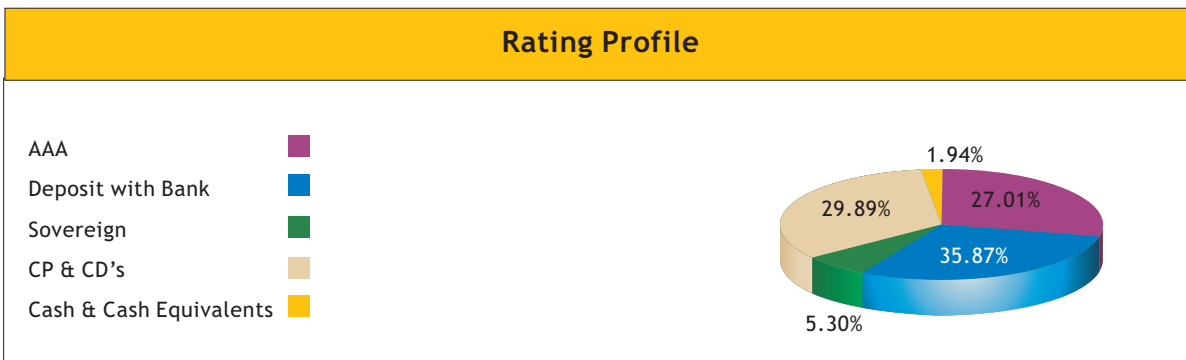 Rating Profile
AAA
Deposit with Bank
Sovereign
CP & CD’s
Cash & Cash Equivalents
1.94%
27.01%
29.89%
35.87%
5.30%